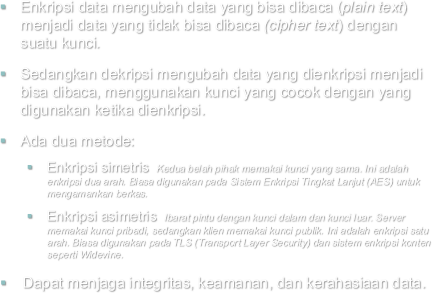 Enkripsi data mengubah data yang bisa dibaca (plain text)
menjadi data yang tidak bisa dibaca (cipher text) dengan
suatu kunci.
Sedangkan dekripsi mengubah data yang dienkripsi menjadi
bisa dibaca, menggunakan kunci yang cocok dengan yang
digunakan ketika dienkripsi.
Ada dua metode:
Enkripsi simetris Kedua belah pihak memakai kunci yang sama. Ini adalah
enkripsi dua arah. Biasa digunakan pada Sistem Enkripsi Tingkat Lanjut (AES) untuk
mengamankan berkas.
Enkripsi asimetris Ibarat pintu dengan kunci dalam dan kunci luar. Server
memakai kunci pribadi, sedangkan klien memakai kunci publik. Ini adalah enkripsi satu
arah. Biasa digunakan pada TLS (Transport Layer Security) dan sistem enkripsi konten
seperti Widevine.
Dapat menjaga integritas, keamanan, dan kerahasiaan data.